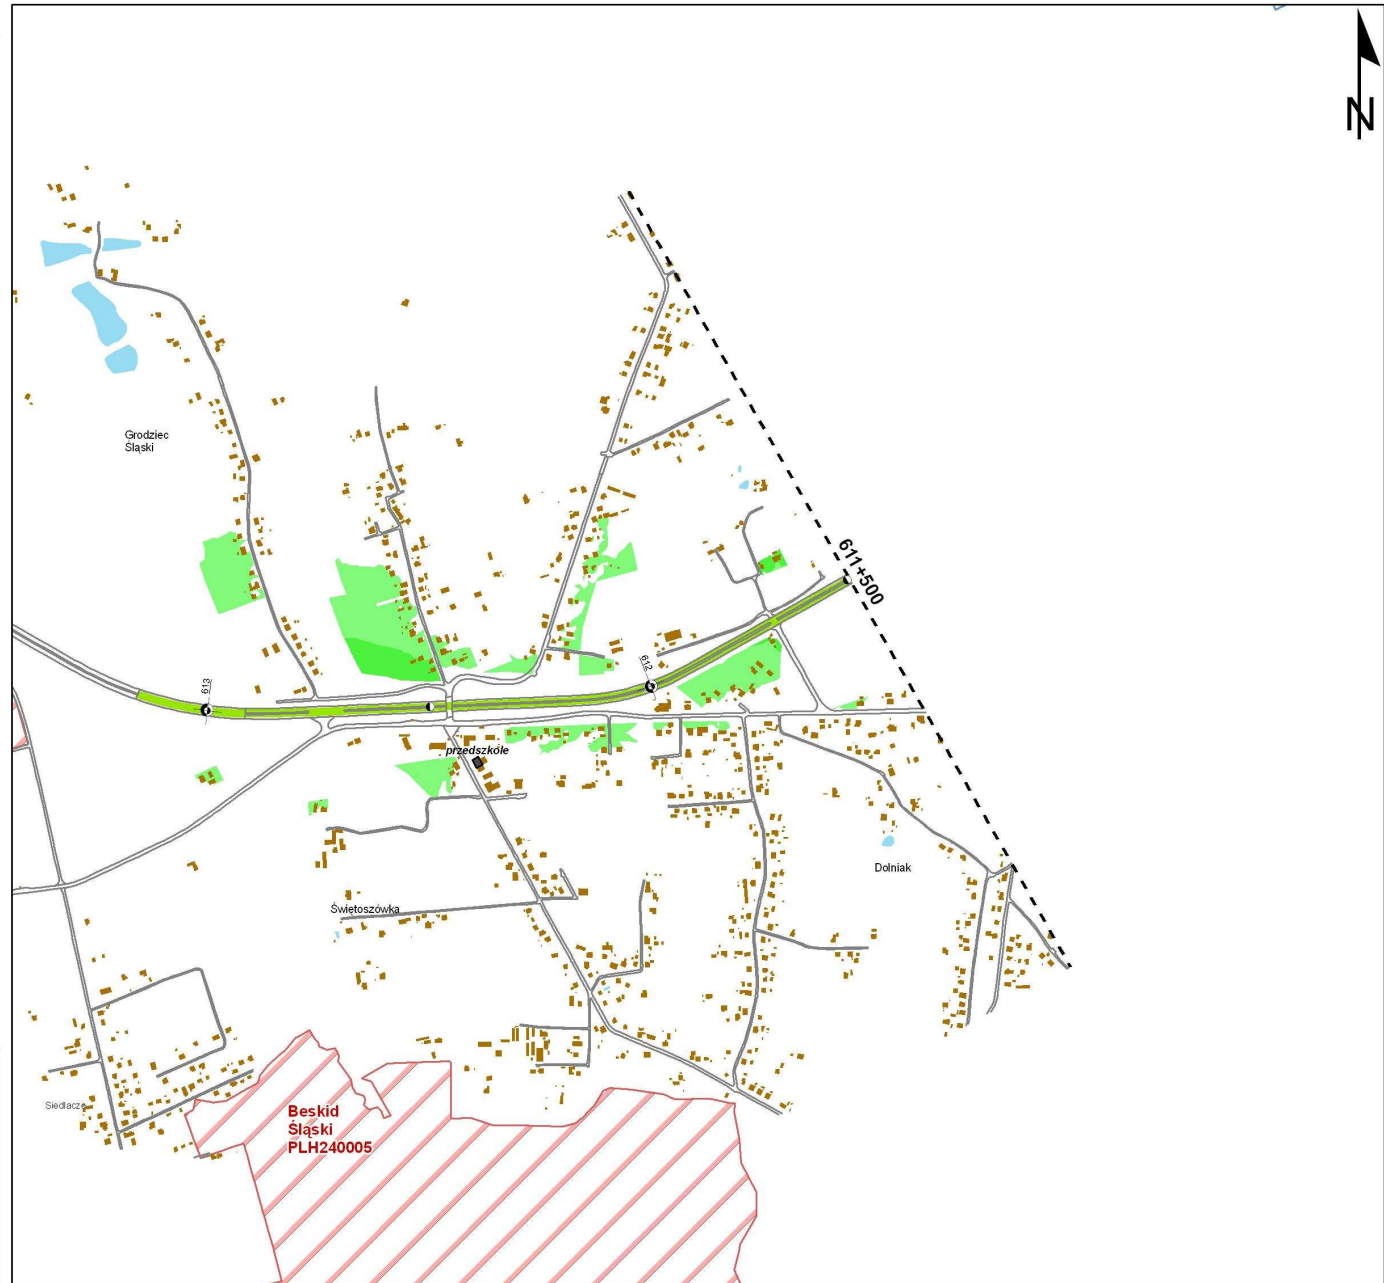 N
Grodziec
Śląski
611+500
612
613
przedszkole
Dolniak
Świętoszówka
Siedlacze
Beskid
Śląski
PLH240005